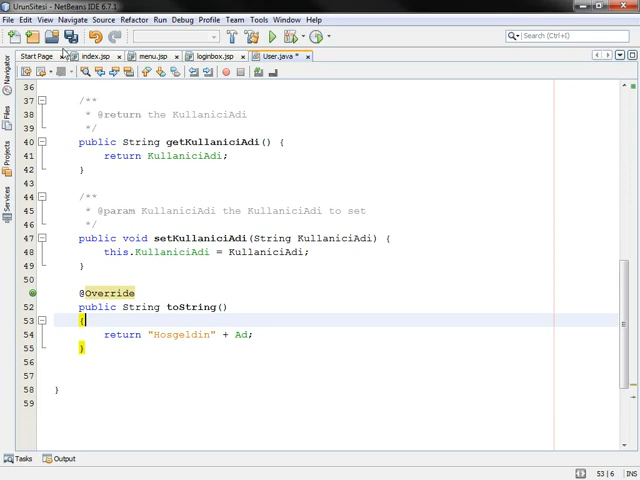 UrunSitesi - NetBeans IDE 6.7.1
File Edit View Navigate Source Refactor Run Debug Profile Team Tools Window Help
Search (Ctrl+I)
Start Page index.jsp menu.jsp loginbox.jsp User.java *
Navigator
Files
Projects
Services
36
37 /**
38 * @return the KullaniciAdi
39 */
40 public String getKullaniciAdi() {
41 return KullaniciAdi;
42 }
43
44 /**
45 * @param KullaniciAdi the KullaniciAdi to set
46 */
47 public void setKullaniciAdi(String KullaniciAdi) {
48 this.KullaniciAdi = KullaniciAdi;
49 }
50
@Override
52 public String toString()
53 {
54 return "Hosgeldin" + Ad;
55 }
56
57
58 }
59
Tasks Output
53 | 6 INS